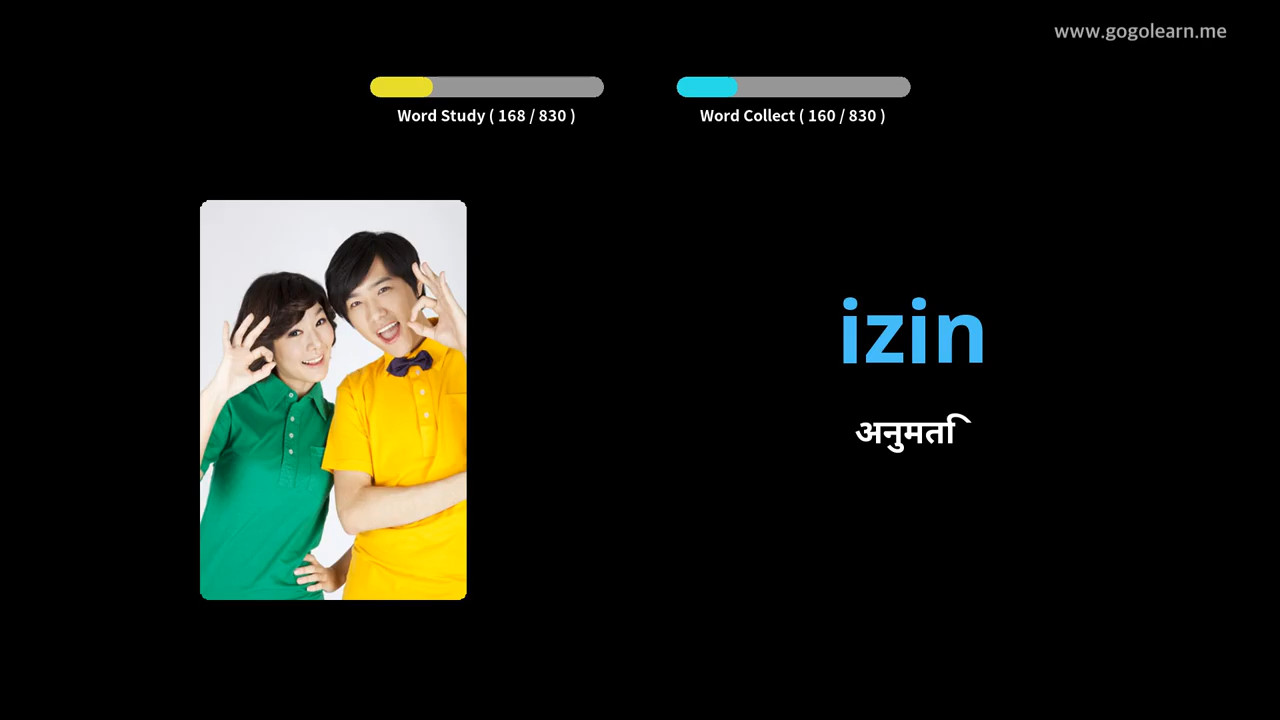 www.gogolearn.me
Word Study ( 168 / 830 )
Word Collect ( 160 / 830 )
izin
अनुमति